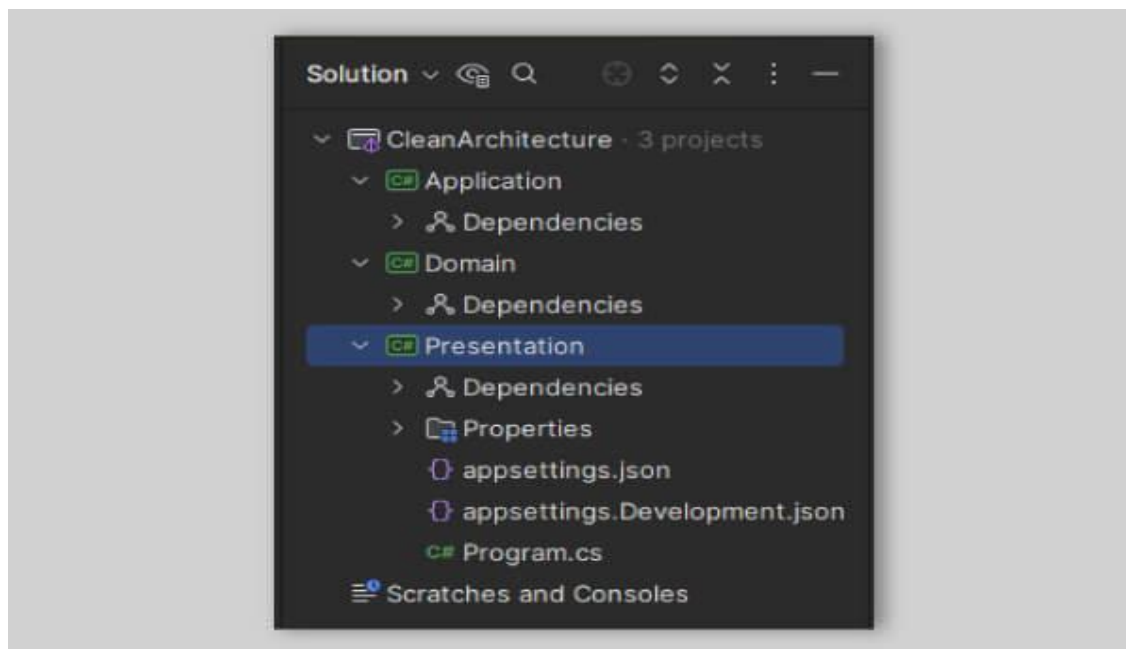 Solution
CleanArchitecture · 3 projects
C# Application
Dependencies
C# Domain
Dependencies
C# Presentation
Dependencies
Properties
appsettings.json
appsettings.Development.json
C# Program.cs
Scratches and Consoles